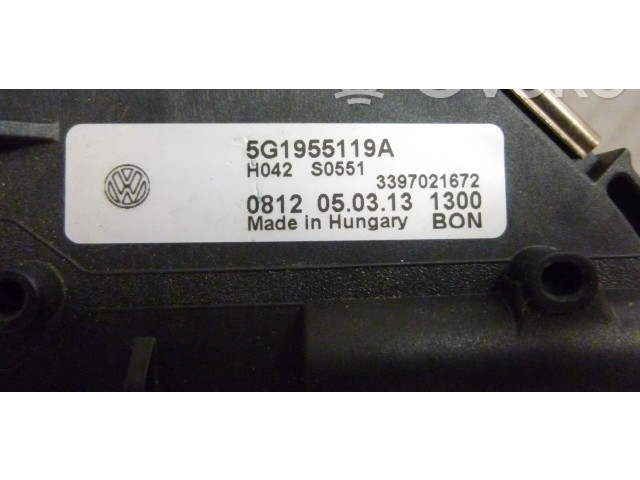 5G1955119A
H042 S0551
3397021672
0812 05.03.13 1300
Made in Hungary BON